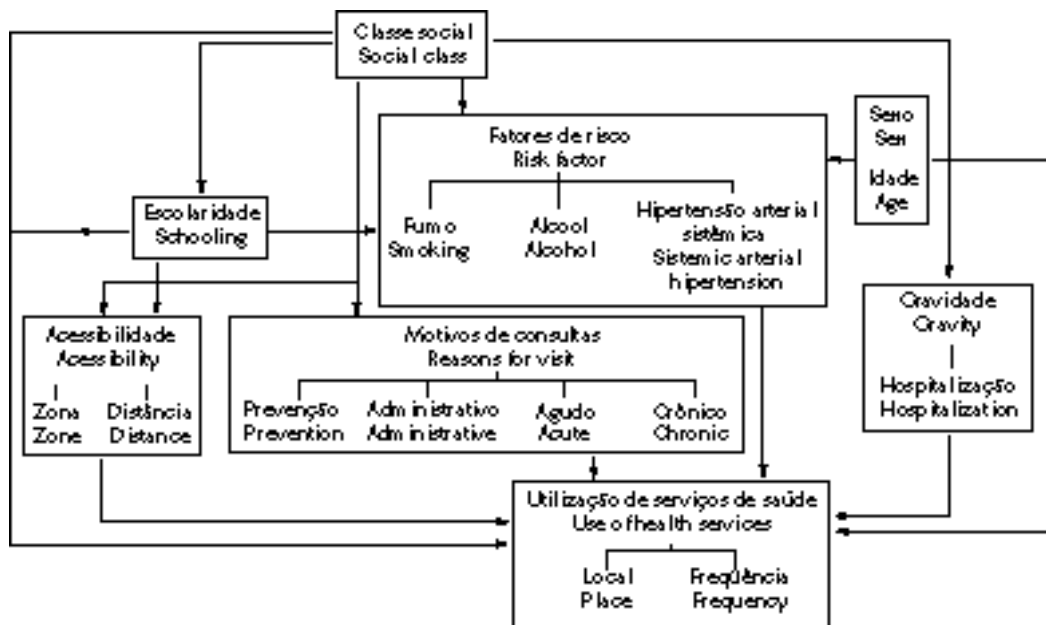 Classe social
Social class
Sexo
Sex
Idade
Age
Fatores de risco
Risk factor
Fumo
Smoking
Alcool
Alcohol
Hipertensão arterial
sistêmica
Sistemic arterial
hipertension
Escolaridade
Schooling
Acessibilidade
Acessibility
Zona
Zone
Distância
Distance
Motivos de consultas
Reasons for visit
Prevenção
Prevention
Administrativo
Administrative
Agudo
Acute
Crônico
Chronic
Gravidade
Gravity
Hospitalização
Hospitalization
Utilização de serviços de saúde
Use of health services
Local
Place
Freqüência
Frequency